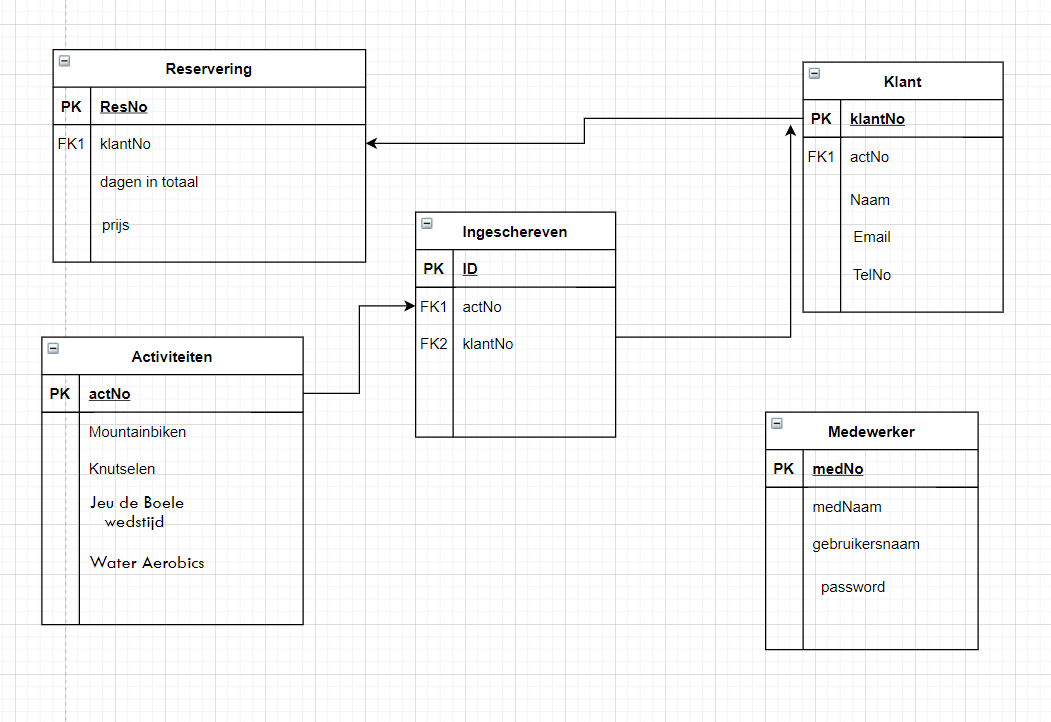 Reservering
PK ResNo
FK1 klantNo
dagen in totaal
prijs
Klant
PK klantNo
FK1 actNo
Naam
Email
TelNo
Ingeschereven
PK ID
FK1 actNo
FK2 klantNo
Activiteiten
PK actNo
Mountainbiken
Knutselen
Jeu de Boele
wedstijd
Water Aerobics
Medewerker
PK medNo
medNaam
gebruikersnaam
password